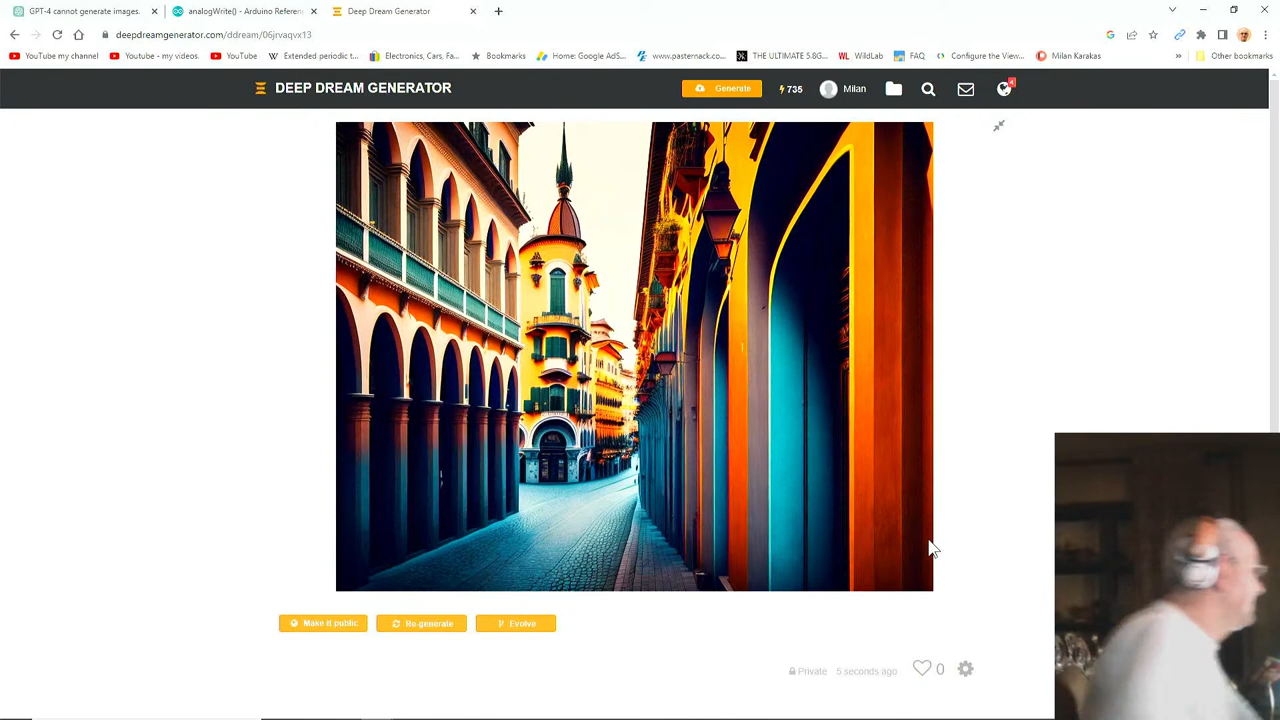 GPT-4 cannot generate images.
analogWrite() - Arduino Referenc
Deep Dream Generator
deepdreamgenerator.com/ddream/06jrvaqvx13
YouTube my channel
Youtube - my videos.
YouTube
Extended periodic t...
Electronics, Cars, Fa...
Bookmarks
Home: Google AdS...
www.pasternack.co...
THE ULTIMATE 5.8G...
WL WildLab
FAQ
Configure the View...
Milan Karakas
»
Other bookmarks
DEEP DREAM GENERATOR
Generate
735
Milan
4
Make it public
Re-generate
Evolve
Private
5 seconds ago
0